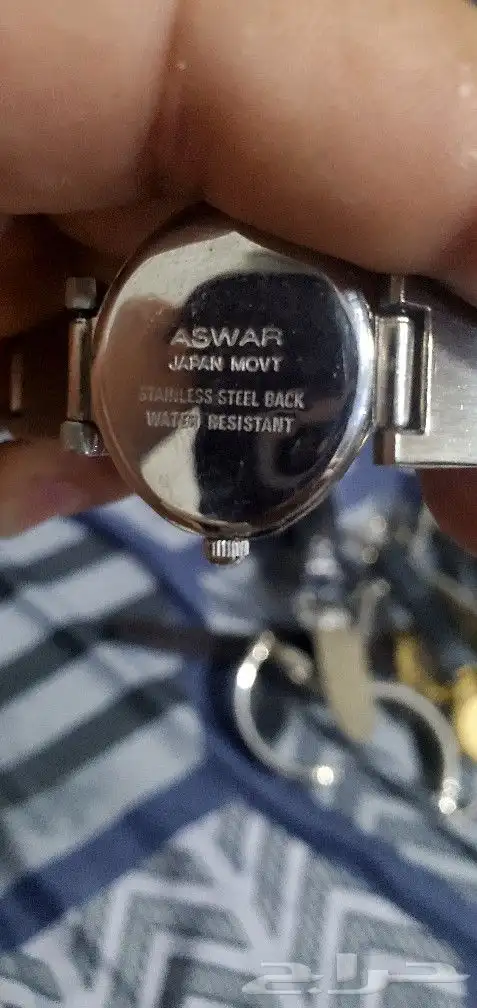 ASWAR
JAPAN MOVT
STAINLESS STEEL BACK
WATER RESISTANT
حراج